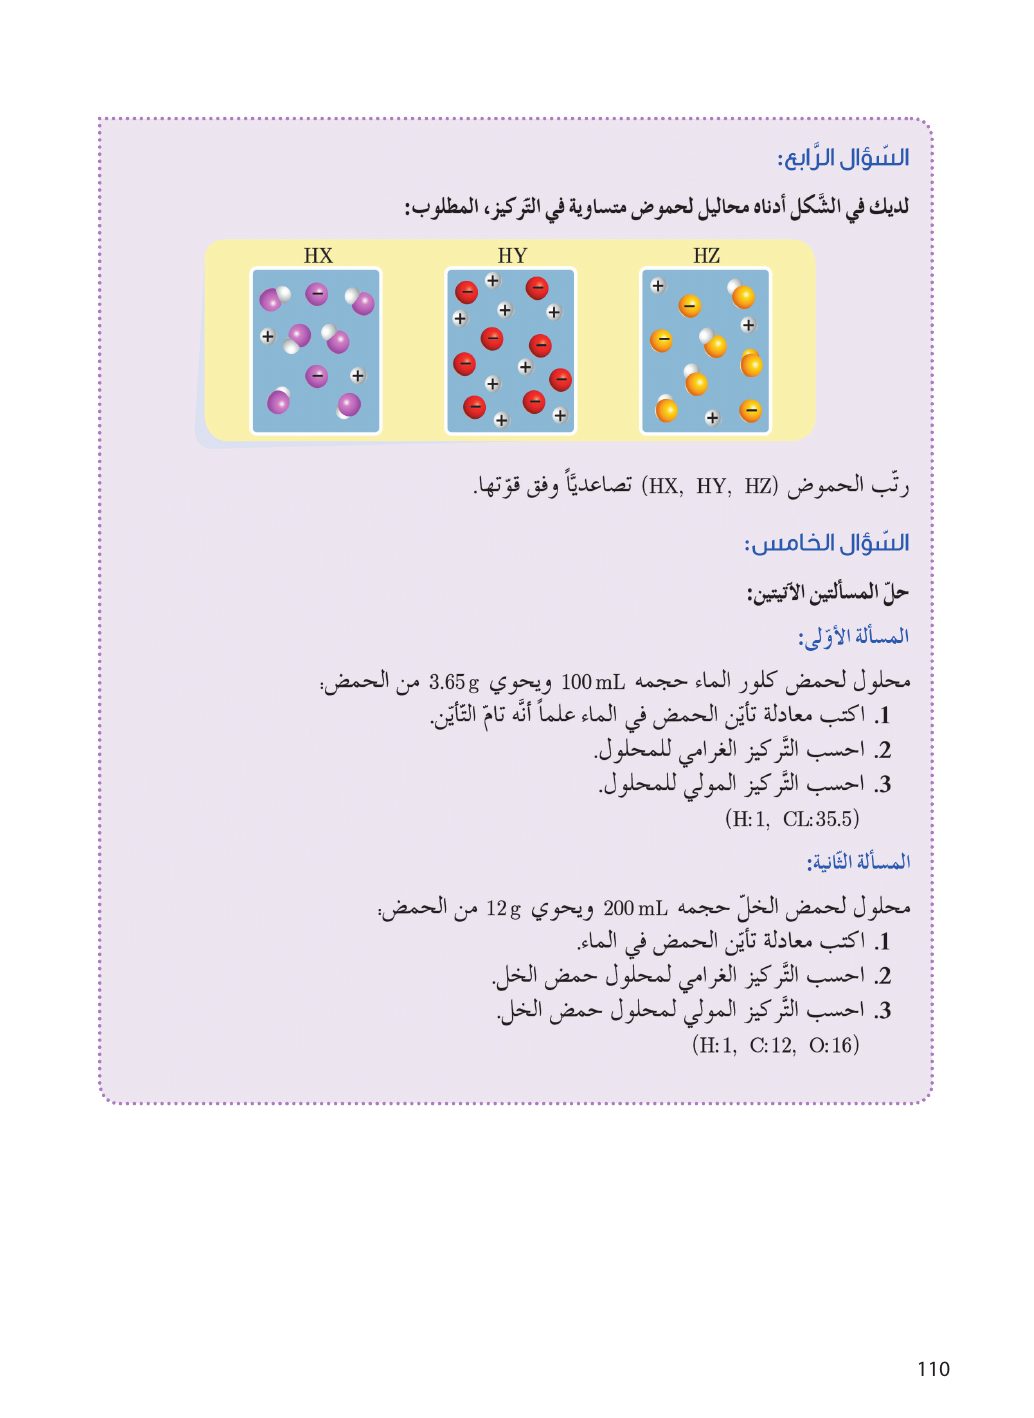 السّؤال الرَّابع:
لديك في الشَّكل أدناه محاليل لحموض متساوية في التّركيز، المطلوب:
HX HY HZ
رتّب الحموض (HX, HY, HZ) تصاعديَّاً وفق قوّتها.
السّؤال الخامس:
حلّ المسألتين الآتيتين:
المسألة الأوّلى:
محلول لحمض كلور الماء حجمه 100 mL ويحوي 3.65 g من الحمض:
1. اكتب معادلة تأيّن الحمض في الماء علماً أنَّه تامّ التّأيّن.
2. احسب التَّركيز الغرامي للمحلول.
3. احسب التَّركيز المولي للمحلول.
(H:1, CL:35.5)
المسألة الثّانية:
محلول لحمض الخلّ حجمه 200 mL ويحوي 12 g من الحمض:
1. اكتب معادلة تأيّن الحمض في الماء.
2. احسب التَّركيز الغرامي لمحلول حمض الخل.
3. احسب التَّركيز المولي لمحلول حمض الخل.
(H:1, C:12, O:16)
110